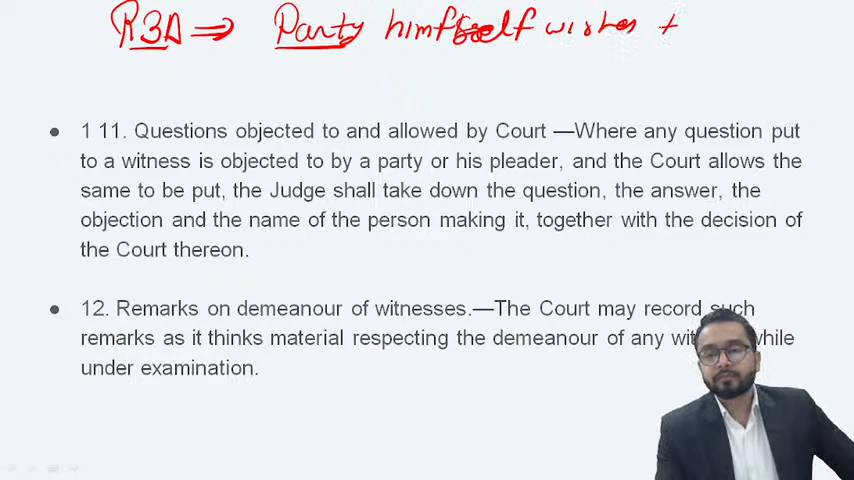 R3A ⇒ Party himself wishes t
• 1 11. Questions objected to and allowed by Court —Where any question put
to a witness is objected to by a party or his pleader, and the Court allows the
same to be put, the Judge shall take down the question, the answer, the
objection and the name of the person making it, together with the decision of
the Court thereon.
• 12. Remarks on demeanour of witnesses.—The Court may record such
remarks as it thinks material respecting the demeanour of any wit while
under examination.